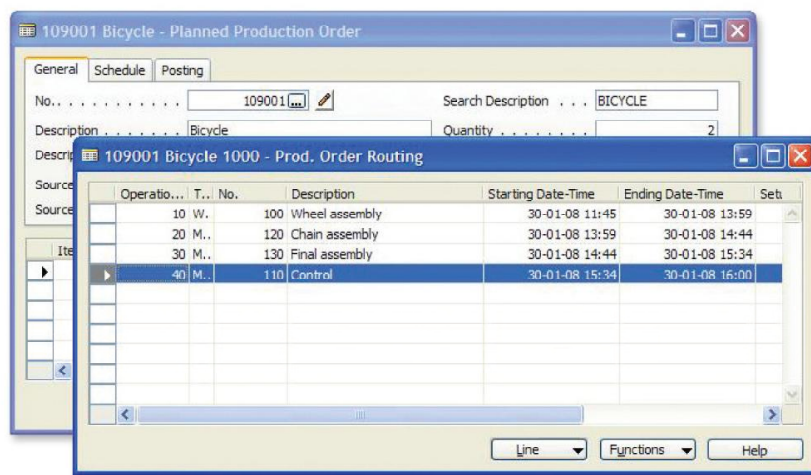 109001 Bicycle - Planned Production Order
General Schedule Posting
No.. . . . . . . . . . . 109001 ... Search Description . . . BICYCLE
Description . . . . . . . Bicycle Quantity . . . . . . . . 2
Descrip
Source
Source
Ite
109001 Bicycle 1000 - Prod. Order Routing
Operatio... T.. No. Description Starting Date-Time Ending Date-Time Setu
10 W. 100 Wheel assembly 30-01-08 11:45 30-01-08 13:59
20 M.. 120 Chain assembly 30-01-08 13:59 30-01-08 14:44
30 M.. 130 Final assembly 30-01-08 14:44 30-01-08 15:34
40 M.. 110 Control 30-01-08 15:34 30-01-08 16:00
Line Functions Help